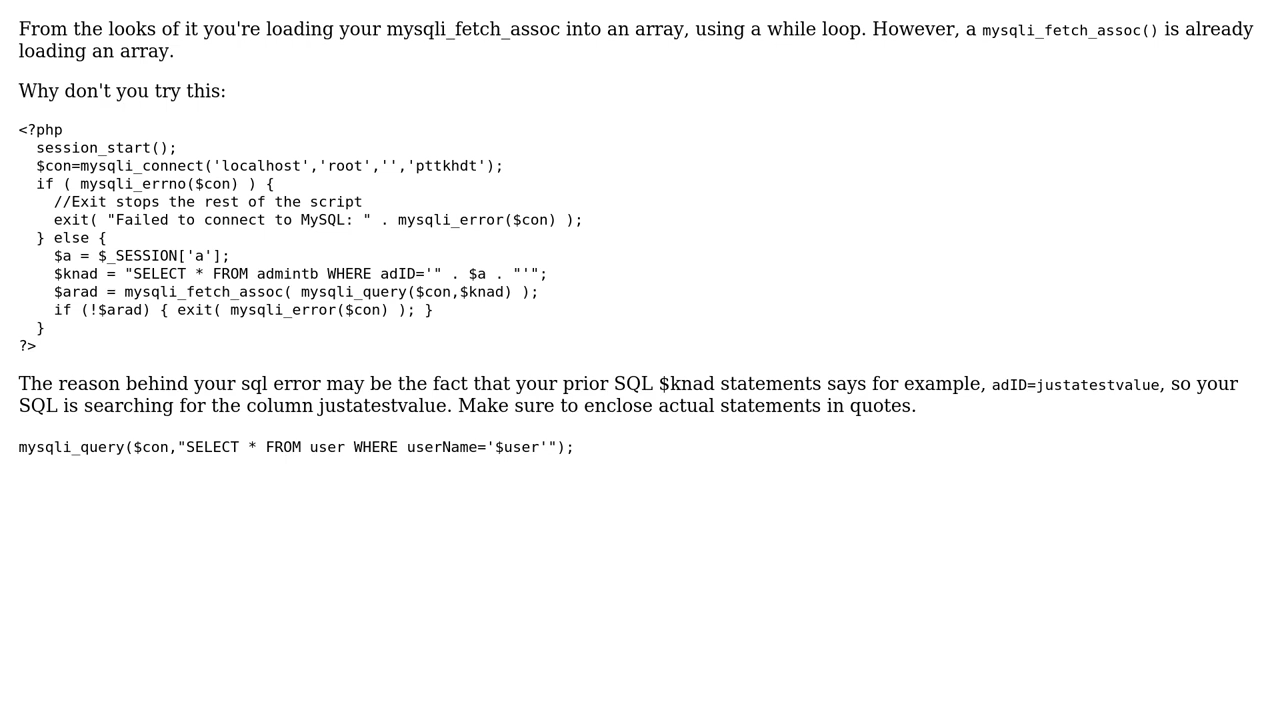 From the looks of it you're loading your mysqli_fetch_assoc into an array, using a while loop. However, a mysqli_fetch_assoc() is already
loading an array.
Why don't you try this:
<?php
  session_start();
  $con=mysqli_connect('localhost','root','','pttkhdt');
  if ( mysqli_errno($con) ) {
    //Exit stops the rest of the script
    exit( "Failed to connect to MySQL: " . mysqli_error($con) );
  } else {
    $a = $_SESSION['a'];
    $knad = "SELECT * FROM admintb WHERE adID='" . $a . "'";
    $arad = mysqli_fetch_assoc( mysqli_query($con,$knad) );
    if (!$arad) { exit( mysqli_error($con) ); }
  }
?>
The reason behind your sql error may be the fact that your prior SQL $knad statements says for example, adID=justatestvalue, so your
SQL is searching for the column justatestvalue. Make sure to enclose actual statements in quotes.
mysqli_query($con,"SELECT * FROM user WHERE userName='$user'");